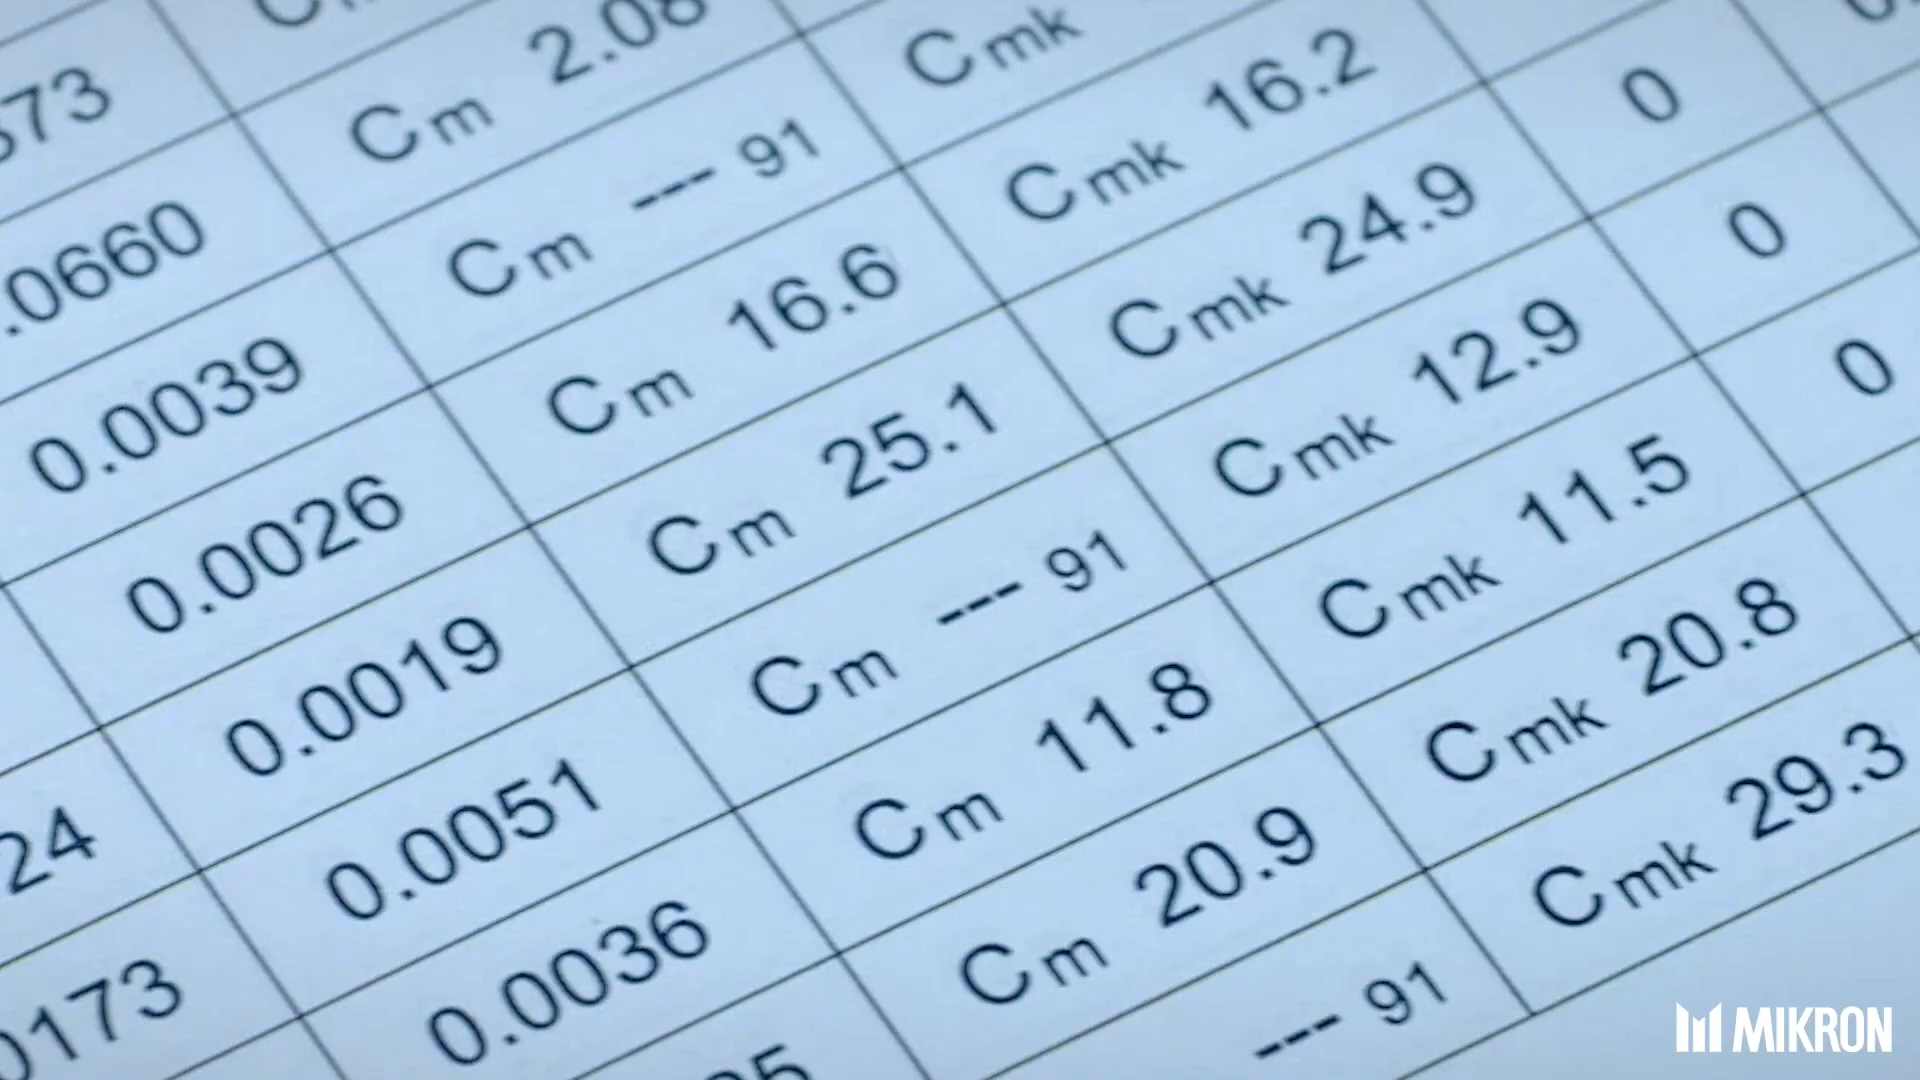 73
.0660 Cm 2.08
0.0039 Cm --- 91 Cmk
0.0026 Cm 16.6 Cmk 16.2
24 0.0019 Cm 25.1 Cmk 24.9 0
0173 0.0051 Cm --- 91 Cmk 12.9 0
0.0036 Cm 11.8 Cmk 11.5 0
5 Cm 20.9 Cmk 20.8
--- 91 Cmk 29.3
MIKRON